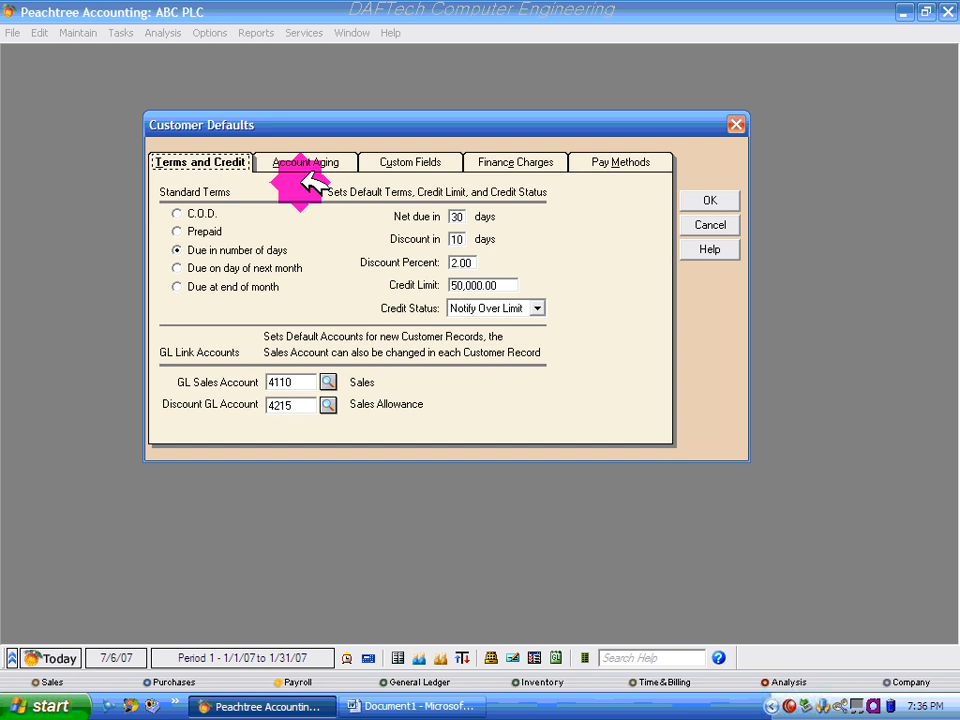 Peachtree Accounting: ABC PLC
DAFTech Computer Engineering
File Edit Maintain Tasks Analysis Options Reports Services Window Help
Customer Defaults
Terms and Credit Account Aging Custom Fields Finance Charges Pay Methods
Standard Terms Sets Default Terms, Credit Limit, and Credit Status
C.O.D.
Prepaid
Due in number of days
Due on day of next month
Due at end of month
Net due in 30 days
Discount in 10 days
Discount Percent: 2.00
Credit Limit: 50,000.00
Credit Status: Notify Over Limit
OK
Cancel
Help
Sets Default Accounts for new Customer Records, the
GL Link Accounts Sales Account can also be changed in each Customer Record
GL Sales Account 4110 Sales
Discount GL Account 4215 Sales Allowance
Today 7/6/07 Period 1 - 1/1/07 to 1/31/07 Search Help
Sales Purchases Payroll General Ledger Inventory Time & Billing Analysis Company
start Peachtree Accountin... Document1 - Microsof... 7:36 PM